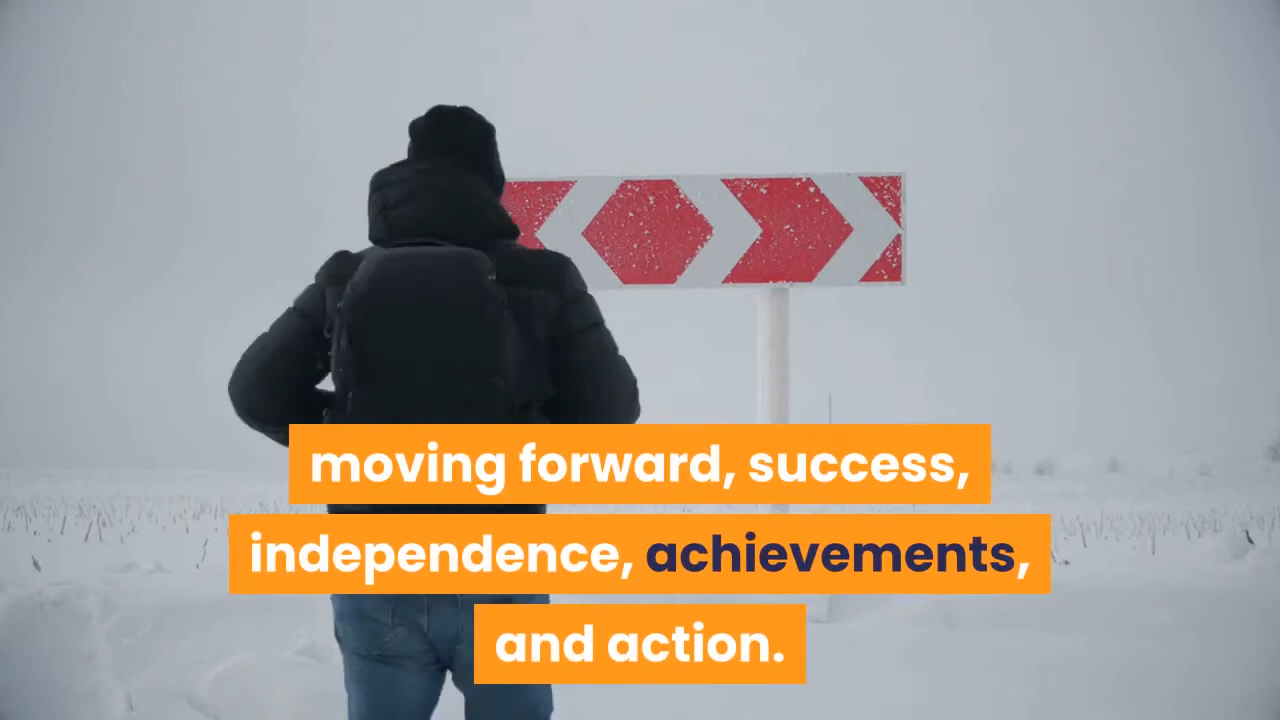 moving forward, success,
independence, achievements,
and action.